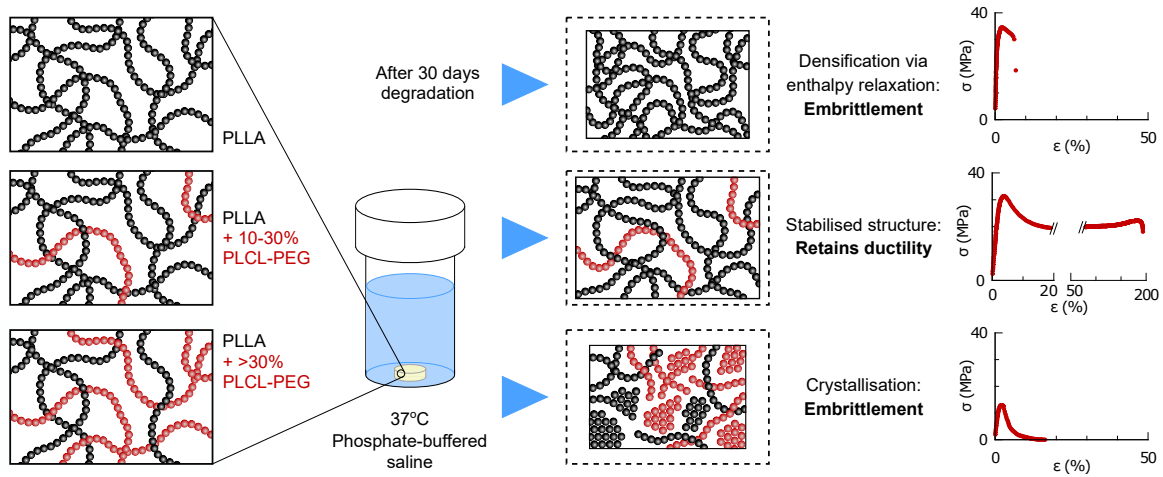 PLLA
PLLA
+ 10-30%
PLCL-PEG
PLLA
+ >30%
PLCL-PEG
After 30 days
degradation
37ºC
Phosphate-buffered
saline
Densification via
enthalpy relaxation:
Embrittlement
40
σ (MPa)
0
0
50
ε (%)
Stabilised structure:
Retains ductility
40
σ (MPa)
0
0
20
50
200
ε (%)
Crystallisation:
Embrittlement
40
σ (MPa)
0
0
50
ε (%)